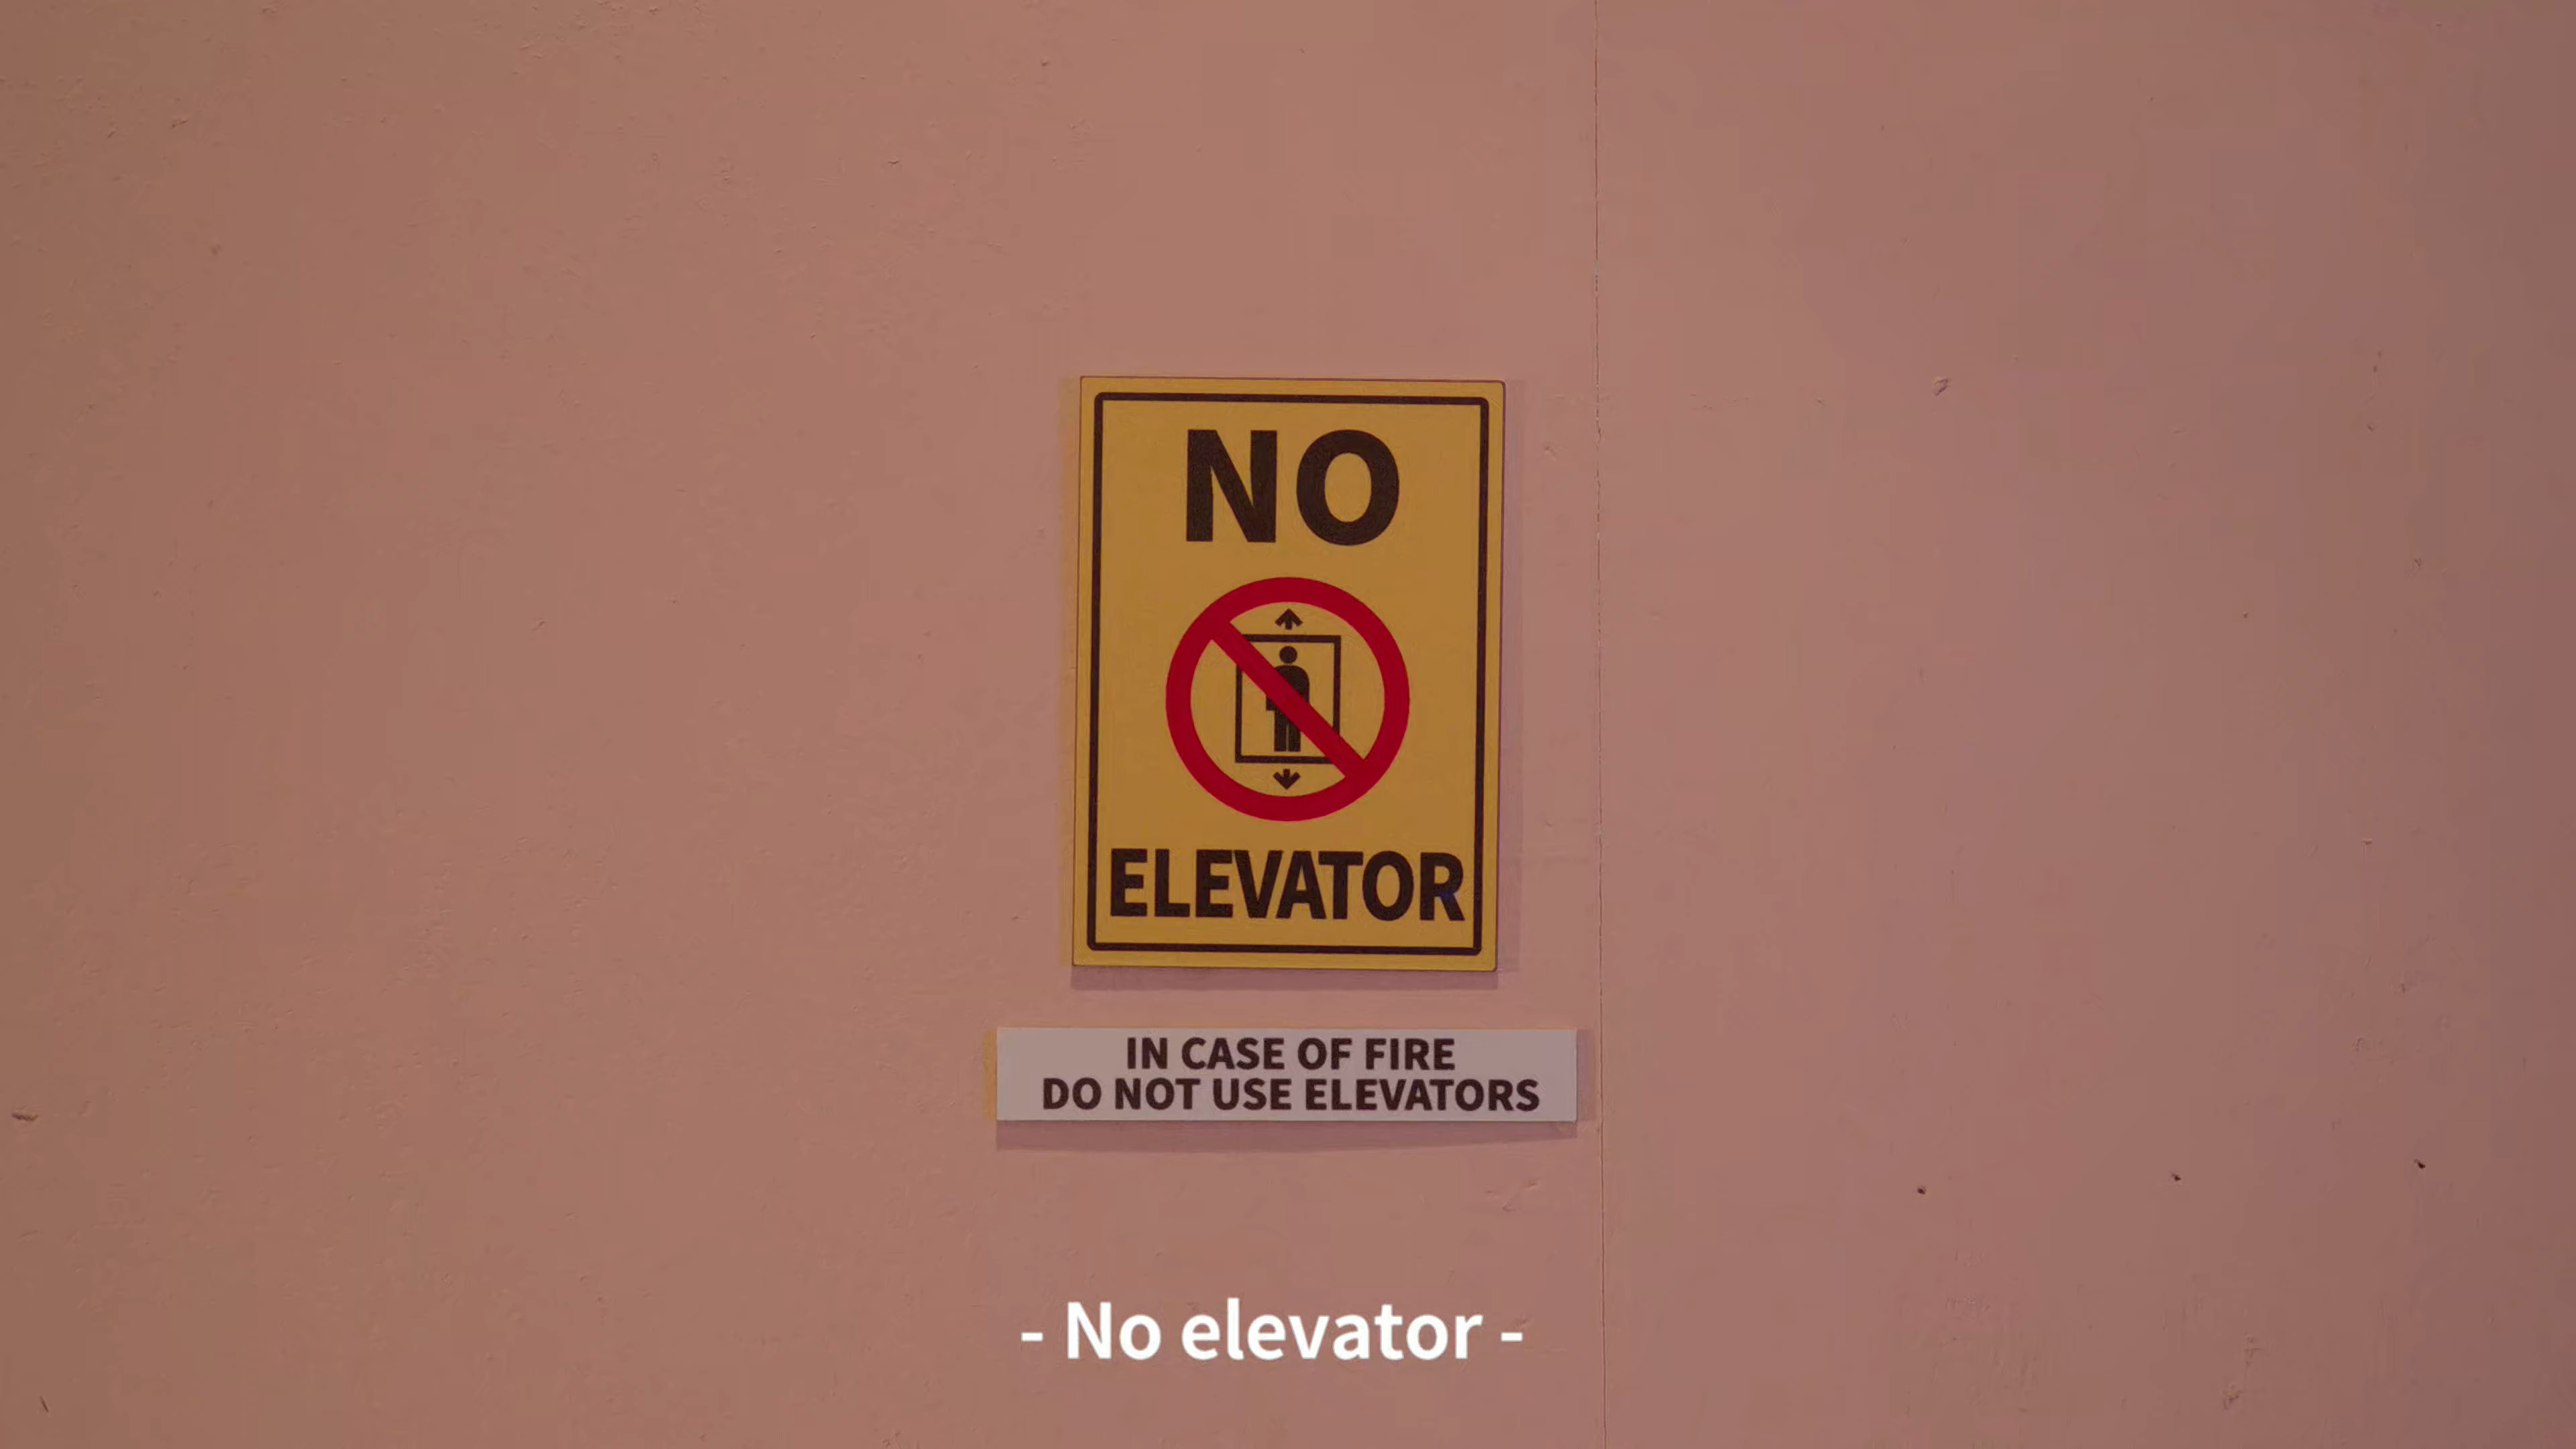 NO
ELEVATOR
IN CASE OF FIRE
DO NOT USE ELEVATORS
- No elevator -